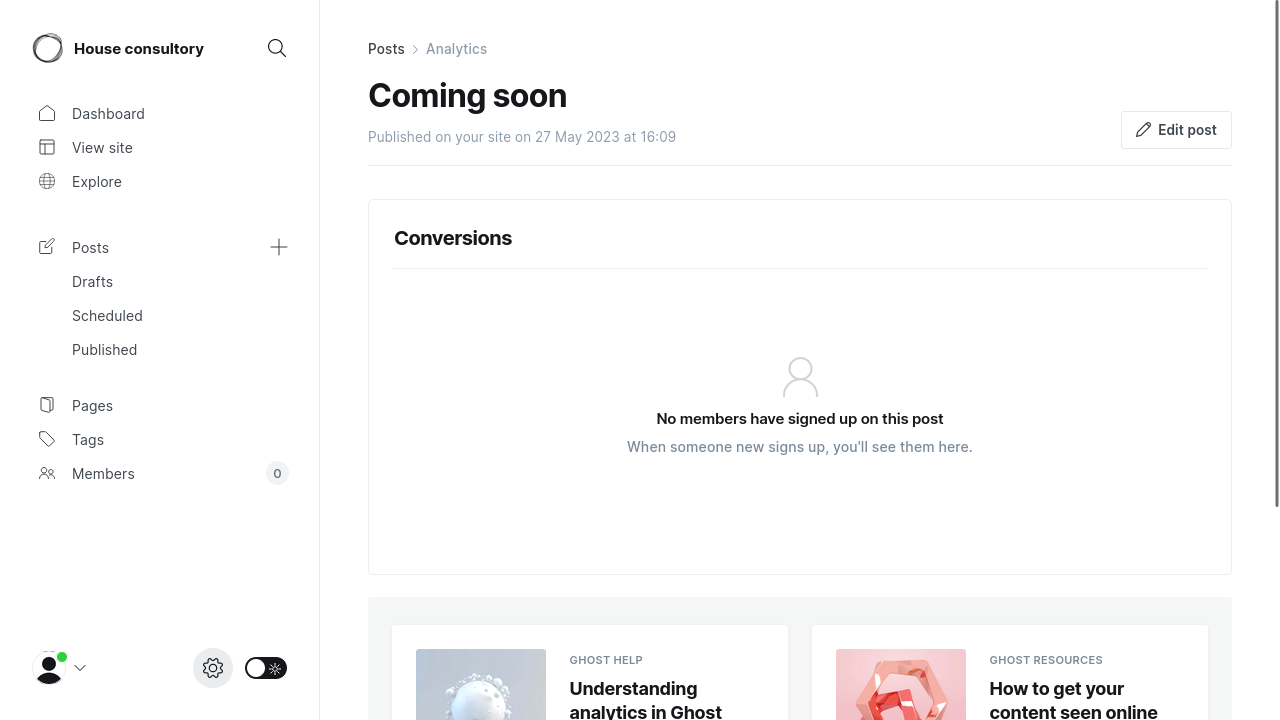 House consultory
Dashboard
View site
Explore
Posts
Drafts
Scheduled
Published
Pages
Tags
Members
0
Posts
Analytics
Coming soon
Published on your site on 27 May 2023 at 16:09
Edit post
Conversions
No members have signed up on this post
When someone new signs up, you'll see them here.
GHOST HELP
Understanding
analytics in Ghost
GHOST RESOURCES
How to get your
content seen online